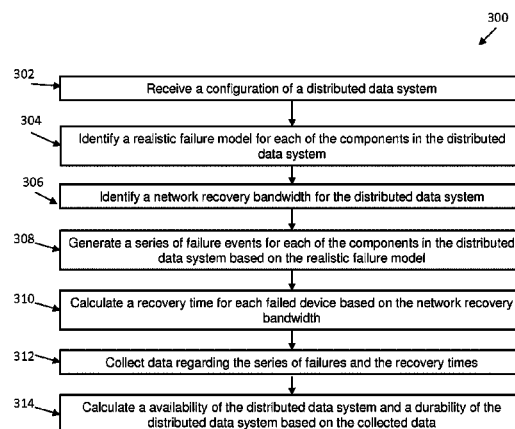 300
302
Receive a configuration of a distributed data system
304
Identify a realistic failure model for each of the components in the distributed
data system
306
Identify a network recovery bandwidth for the distributed data system
308
Generate a series of failure events for each of the components in the distributed
data system based on the realistic failure model
310
Calculate a recovery time for each failed device based on the network recovery
bandwidth
312
Collect data regarding the series of failures and the recovery times
314
Calculate a availability of the distributed data system and a durability of the
distributed data system based on the collected data